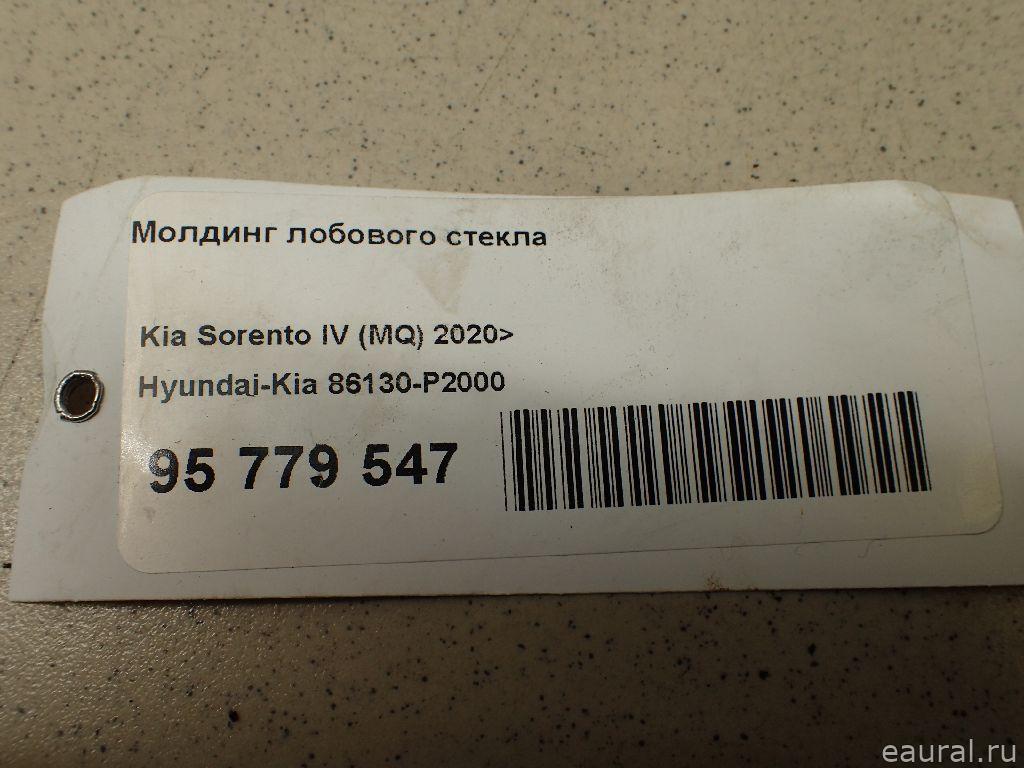 Молдинг лобового стекла
Kia Sorento IV (MQ) 2020>
Hyundai-Kia 86130-P2000
95 779 547
eaural.ru